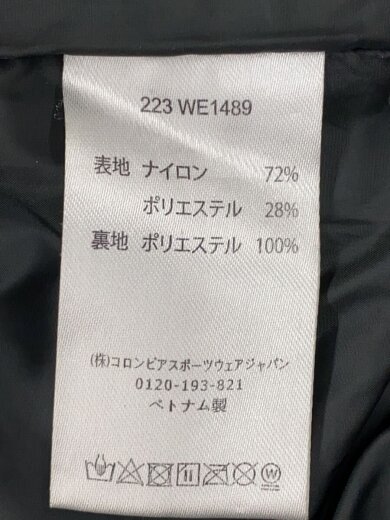 223 WE1489
表地 ナイロン 72%
ポリエステル 28%
裏地 ポリエステル 100%
(株)コロンビアスポーツウェアジャパン
0120-193-821
ベトナム製